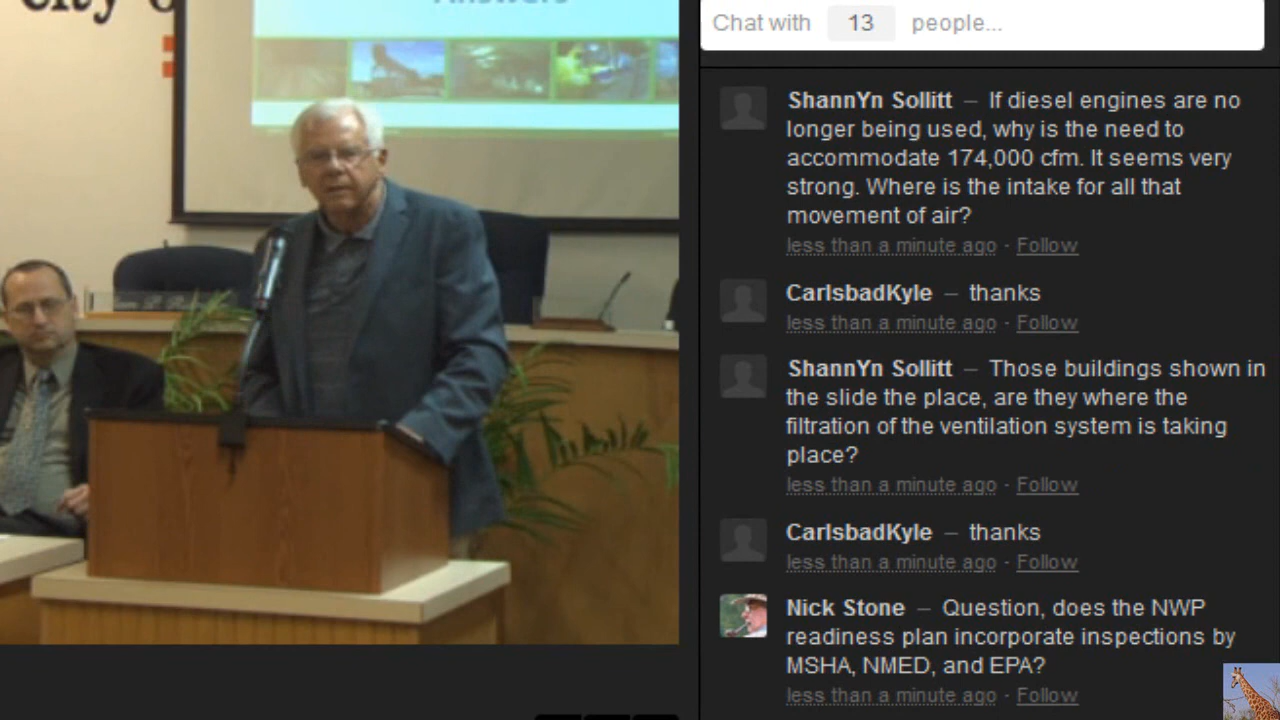 city o
Answers
Chat with 13 people...
ShannYn Sollitt – If diesel engines are no
longer being used, why is the need to
accommodate 174,000 cfm. It seems very
strong. Where is the intake for all that
movement of air?
less than a minute ago · Follow
CarlsbadKyle – thanks
less than a minute ago · Follow
ShannYn Sollitt – Those buildings shown in
the slide the place, are they where the
filtration of the ventilation system is taking
place?
less than a minute ago · Follow
CarlsbadKyle – thanks
less than a minute ago · Follow
Nick Stone – Question, does the NWP
readiness plan incorporate inspections by
MSHA, NMED, and EPA?
less than a minute ago · Follow